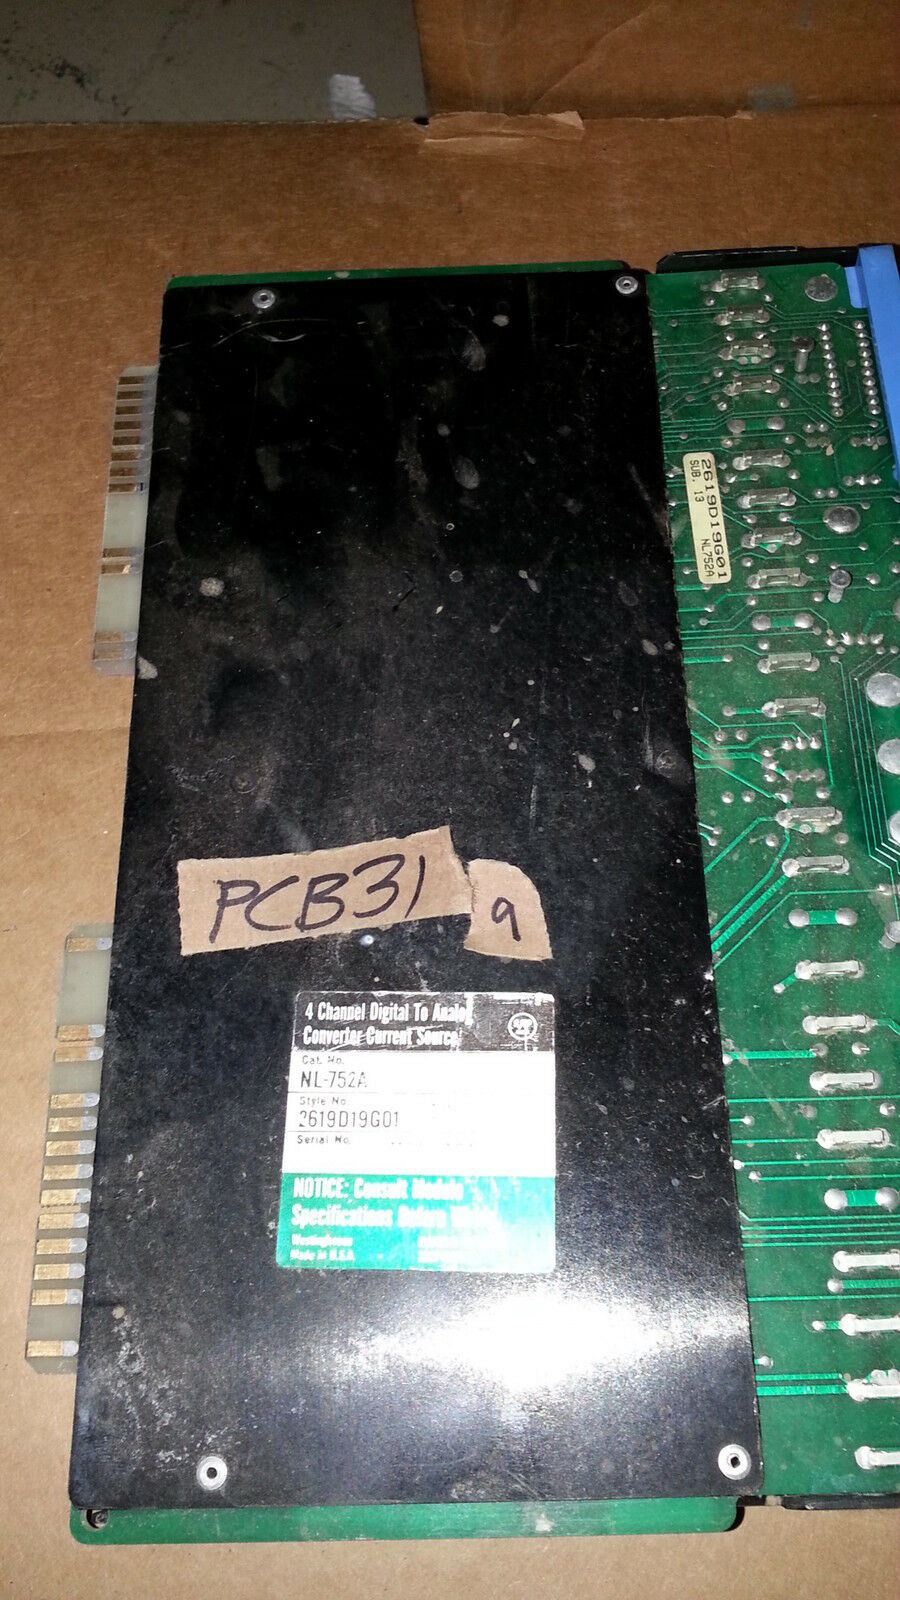 2619D19G01
SUB. 13 NL752A
PCB31 9
4 Channel Digital To Analog
Converter Current Source
Cat. No.
NL-752A
Style No.
2619D19G01
Serial No.
NOTICE: Consult Module
Specifications Before
Westinghouse
Made in U.S.A.